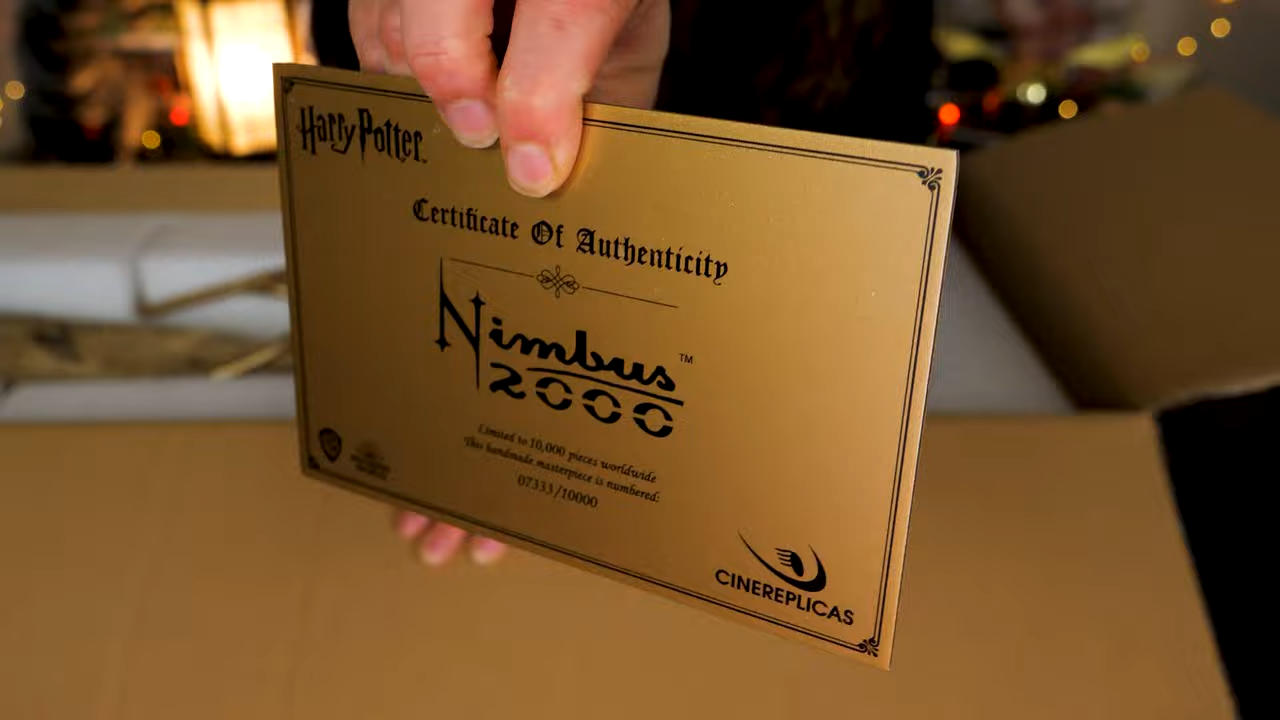 Harry Potter
Certificate Of Authenticity
Nimbus ™
2000
Limited to 10,000 pieces worldwide
This handmade masterpiece is numbered:
07333/10000
CINEREPLICAS